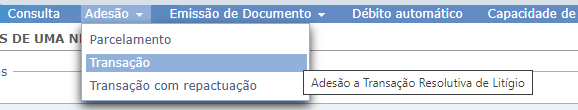 Consulta Adesão Emissão de Documento Débito automático Capacidade de
S DE UMA N
Parcelamento
s
Transação
Transação com repactuação
Adesão a Transação Resolutiva de Litígio